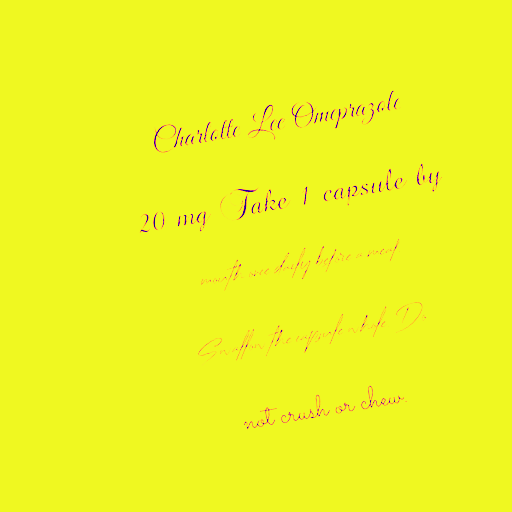 Charlotte Lee Omeprazole
20 mg Take 1 capsule by
mouth once daily before a meal
Swallow the capsule whole Do
not crush or chew.